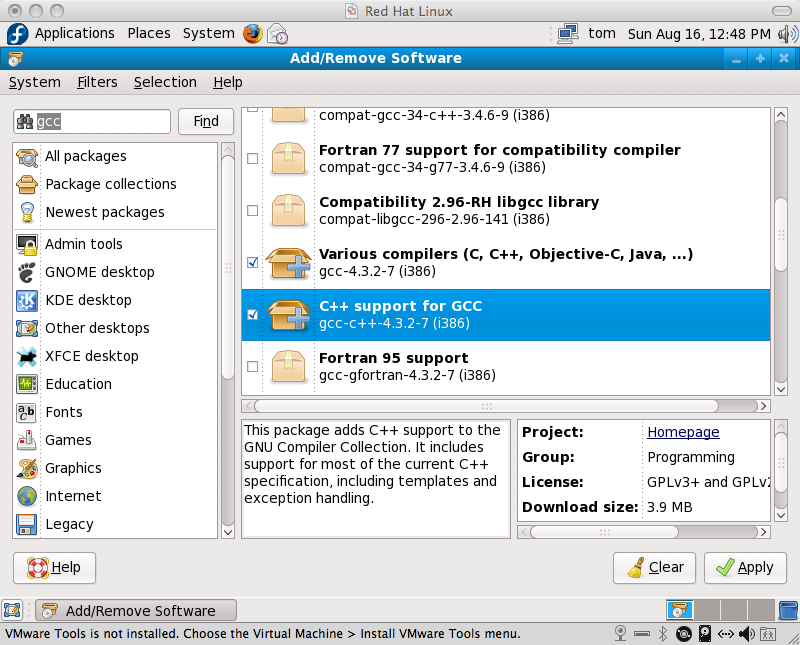 Red Hat Linux
Applications Places System tom Sun Aug 16, 12:48 PM
Add/Remove Software
System Filters Selection Help
gcc Find
All packages
Package collections
Newest packages
Admin tools
GNOME desktop
KDE desktop
Other desktops
XFCE desktop
Education
Fonts
Games
Graphics
Internet
Legacy
compat-gcc-34-c++-3.4.6-9 (i386)
Fortran 77 support for compatibility compiler
compat-gcc-34-g77-3.4.6-9 (i386)
Compatibility 2.96-RH libgcc library
compat-libgcc-296-2.96-141 (i386)
Various compilers (C, C++, Objective-C, Java, ...)
gcc-4.3.2-7 (i386)
C++ support for GCC
gcc-c++-4.3.2-7 (i386)
Fortran 95 support
gcc-gfortran-4.3.2-7 (i386)
This package adds C++ support to the
GNU Compiler Collection. It includes
support for most of the current C++
specification, including templates and
exception handling.
Project: Homepage
Group: Programming
License: GPLv3+ and GPLv2
Download size: 3.9 MB
Help Clear Apply
Add/Remove Software
VMware Tools is not installed. Choose the Virtual Machine > Install VMware Tools menu.